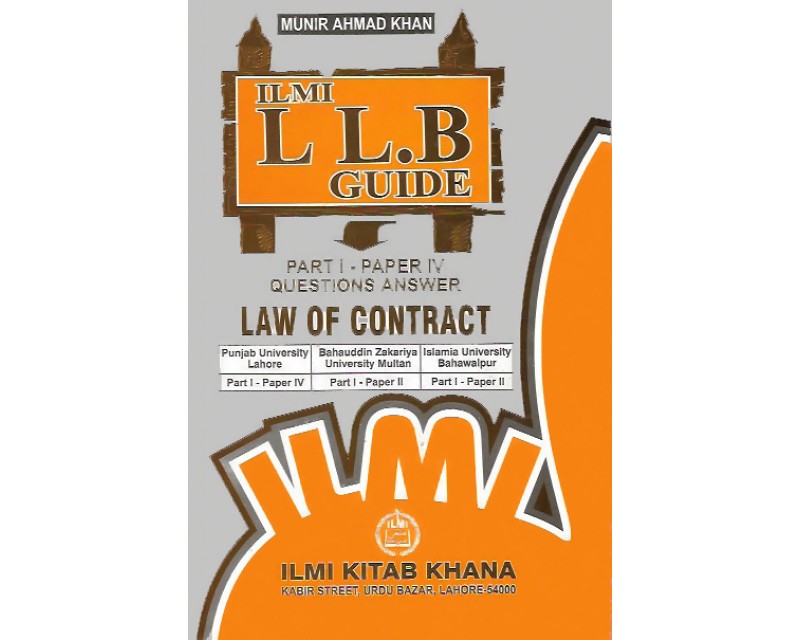 MUNIR AHMAD KHAN
ILMI
L L.B
GUIDE
PART I - PAPER IV
QUESTIONS ANSWER
LAW OF CONTRACT
Punjab University Lahore
Bahauddin Zakariya University Multan
Islamia University Bahawalpur
Part I - Paper IV
Part I - Paper II
Part I - Paper II
ILMI
ILMI
ILMI KITAB KHANA
KABIR STREET, URDU BAZAR, LAHORE-54000